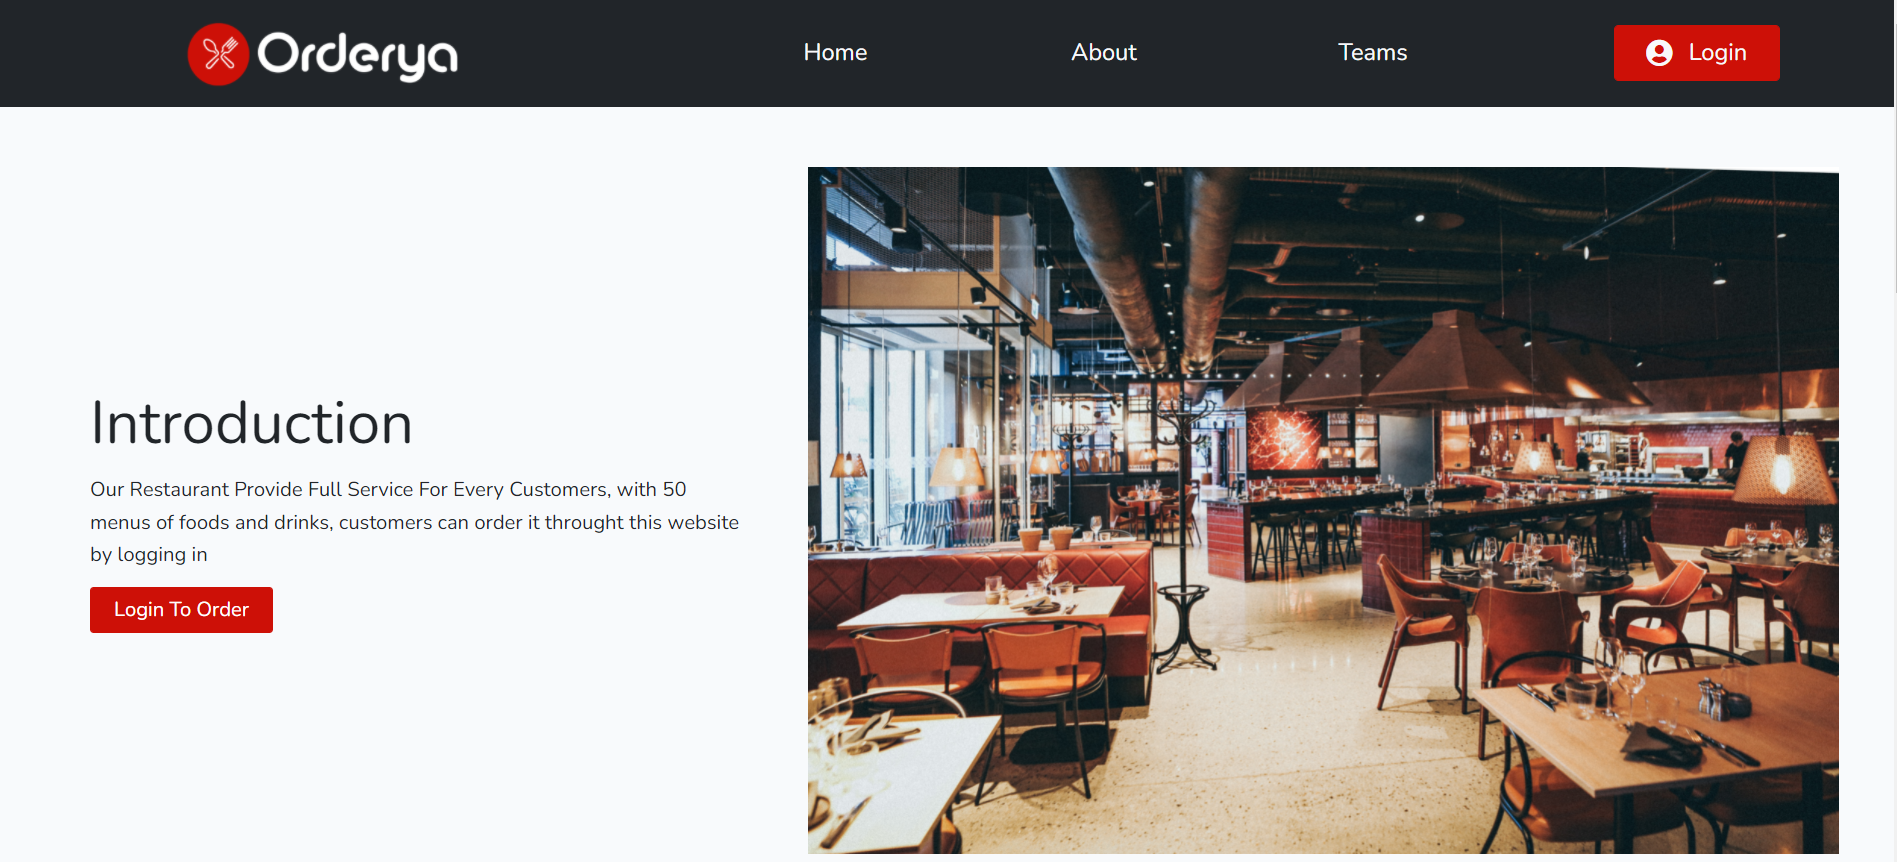 Orderya
Home
About
Teams
Login
Introduction
Our Restaurant Provide Full Service For Every Customers, with 50
menus of foods and drinks, customers can order it throught this website
by logging in
Login To Order